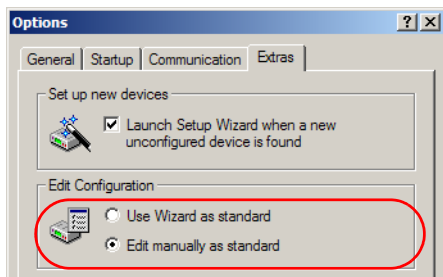 Options
General Startup Communication Extras
Set up new devices
Launch Setup Wizard when a new
unconfigured device is found
Edit Configuration
Use Wizard as standard
Edit manually as standard